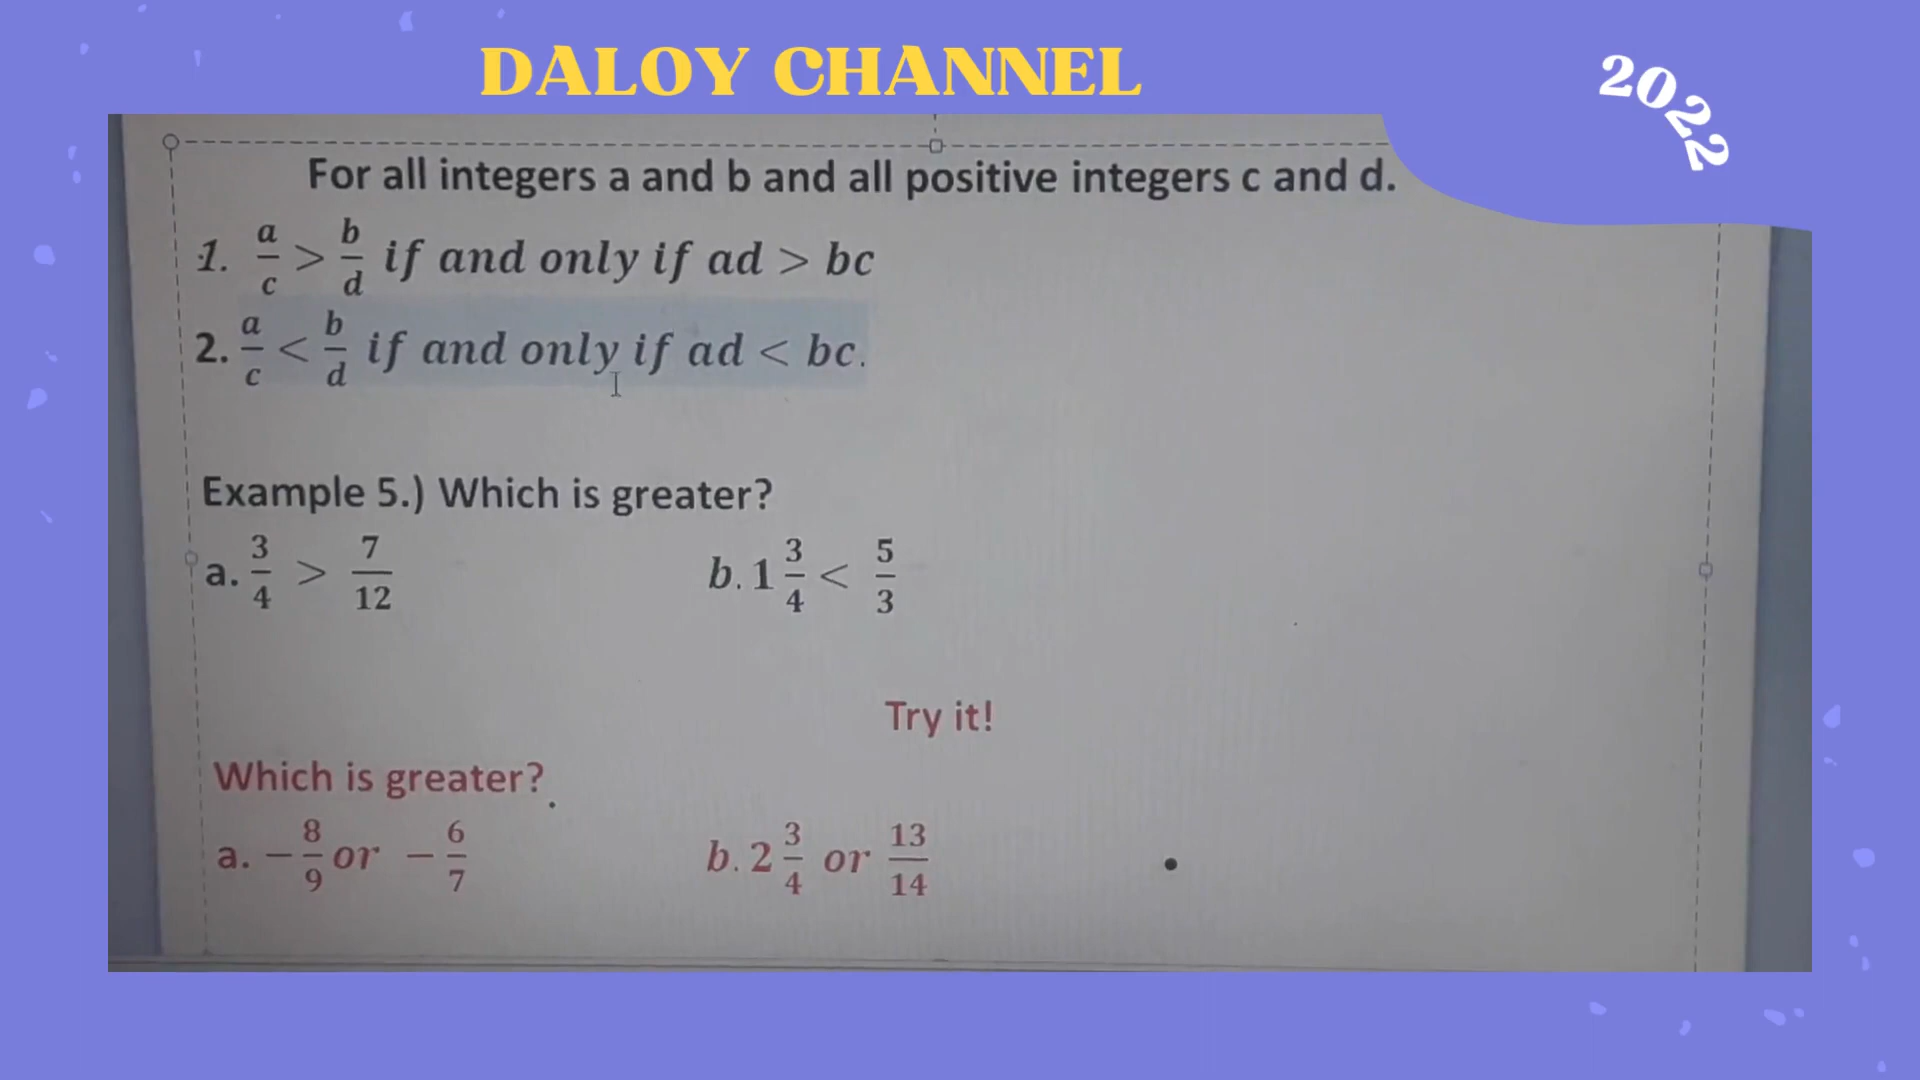 DALOY CHANNEL
2022
For all integers a and b and all positive integers c and d.
1. a/c > b/d if and only if ad > bc
2. a/c < b/d if and only if ad < bc.
Example 5.) Which is greater?
a. 3/4 > 7/12 b. 1 3/4 < 5/3
Try it!
Which is greater?
a. −8/9 or −6/7 b. 2 3/4 or 13/14